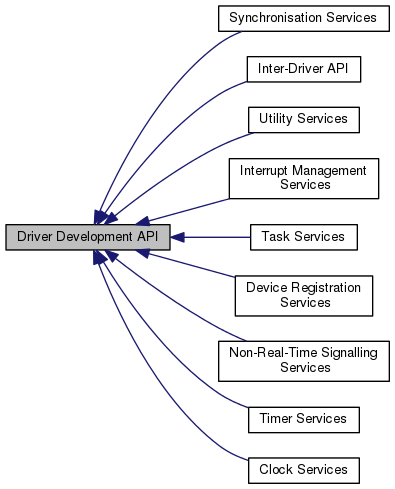 Synchronisation Services
Inter-Driver API
Utility Services
Interrupt Management
Services
Driver Development API
Task Services
Device Registration
Services
Non-Real-Time Signalling
Services
Timer Services
Clock Services